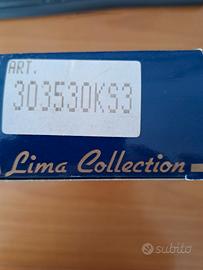 ART.
303530KS3
Lima Collection
subito